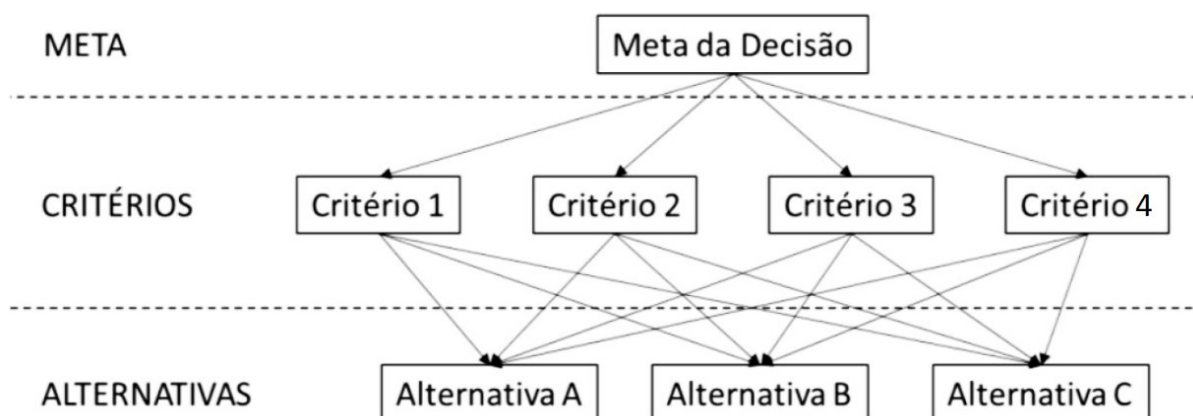 META
Meta da Decisão
CRITÉRIOS
Critério 1
Critério 2
Critério 3
Critério 4
ALTERNATIVAS
Alternativa A
Alternativa B
Alternativa C